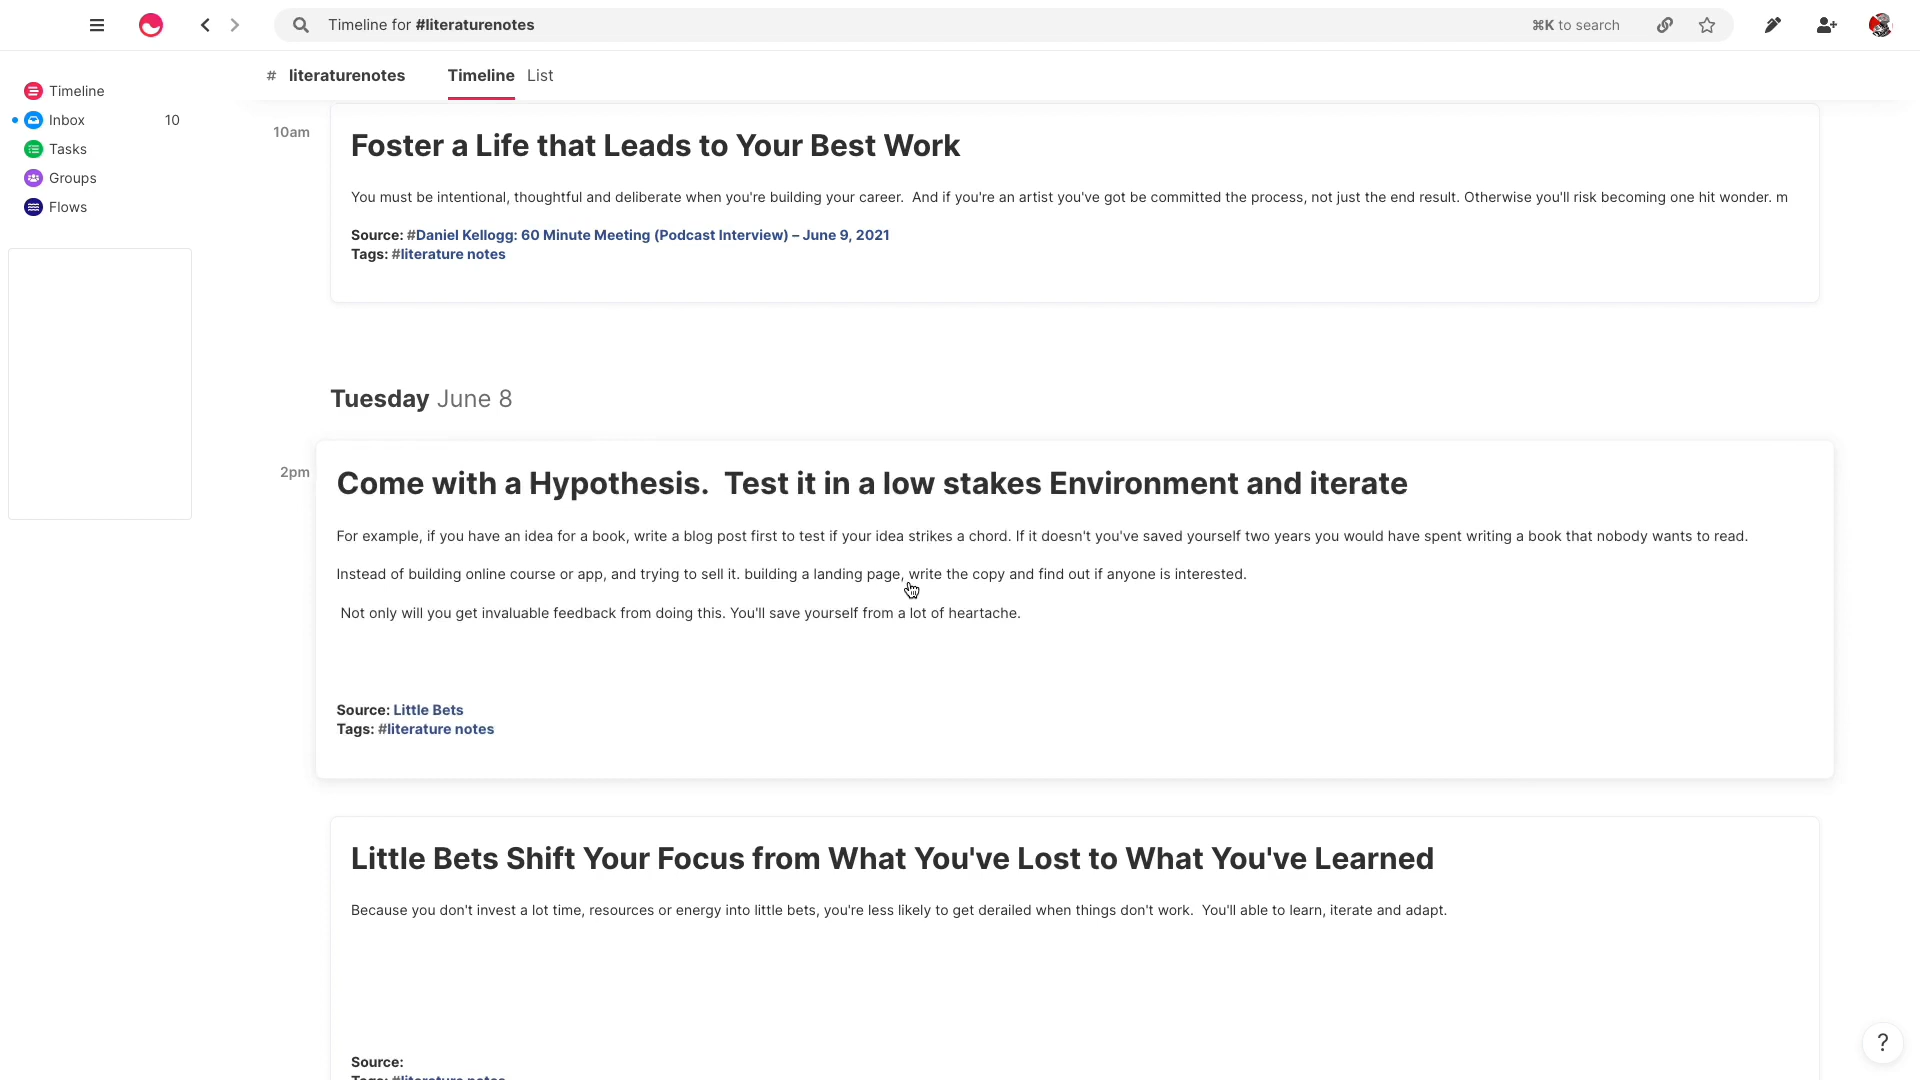 Timeline for #literaturenotes
⌘K to search
Timeline
Inbox 10
Tasks
Groups
Flows
# literaturenotes
Timeline List
10am
Foster a Life that Leads to Your Best Work
You must be intentional, thoughtful and deliberate when you're building your career.  And if you're an artist you've got be committed the process, not just the end result. Otherwise you'll risk becoming one hit wonder. m
Source: #Daniel Kellogg: 60 Minute Meeting (Podcast Interview) – June 9, 2021
Tags: #literature notes
Tuesday June 8
2pm
Come with a Hypothesis.  Test it in a low stakes Environment and iterate
For example, if you have an idea for a book, write a blog post first to test if your idea strikes a chord. If it doesn't you've saved yourself two years you would have spent writing a book that nobody wants to read.
Instead of building online course or app, and trying to sell it. building a landing page, write the copy and find out if anyone is interested.
Not only will you get invaluable feedback from doing this. You'll save yourself from a lot of heartache.
Source: Little Bets
Tags: #literature notes
Little Bets Shift Your Focus from What You've Lost to What You've Learned
Because you don't invest a lot time, resources or energy into little bets, you're less likely to get derailed when things don't work.  You'll able to learn, iterate and adapt.
Source:
Tags: #literature notes
?